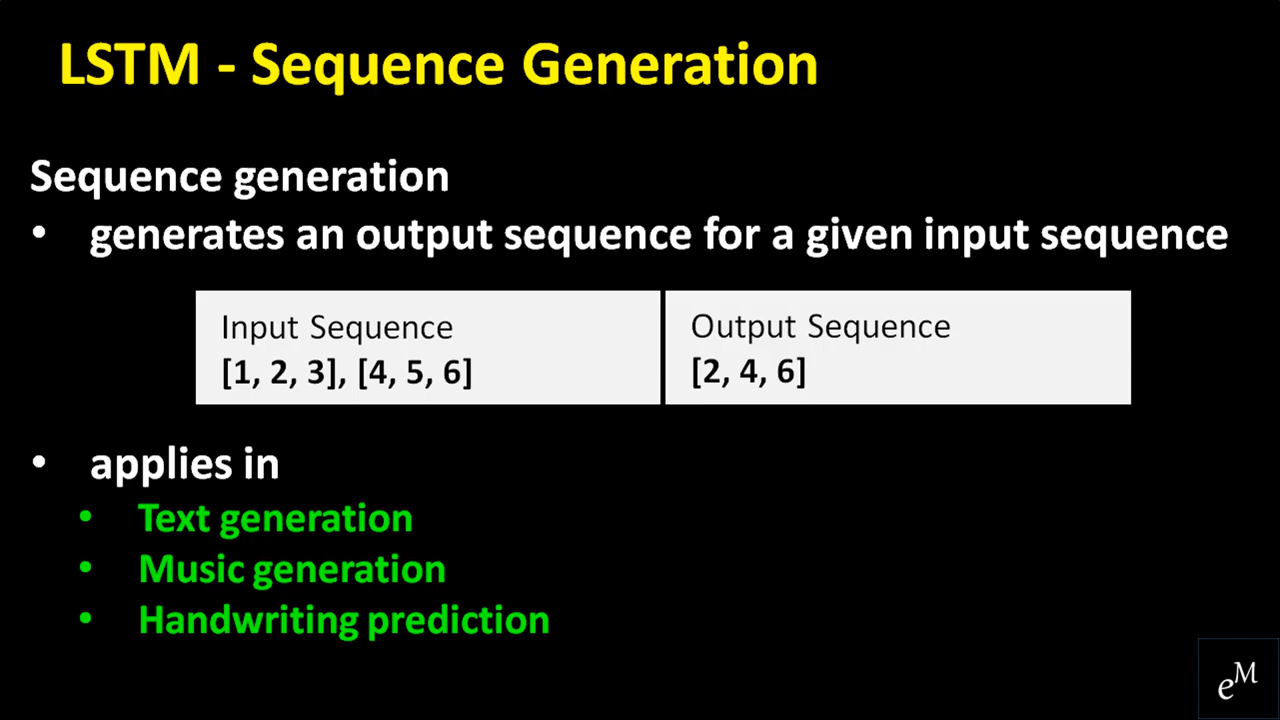 LSTM - Sequence Generation
Sequence generation
• generates an output sequence for a given input sequence
Input Sequence
[1, 2, 3], [4, 5, 6]
Output Sequence
[2, 4, 6]
• applies in
• Text generation
• Music generation
• Handwriting prediction
eM